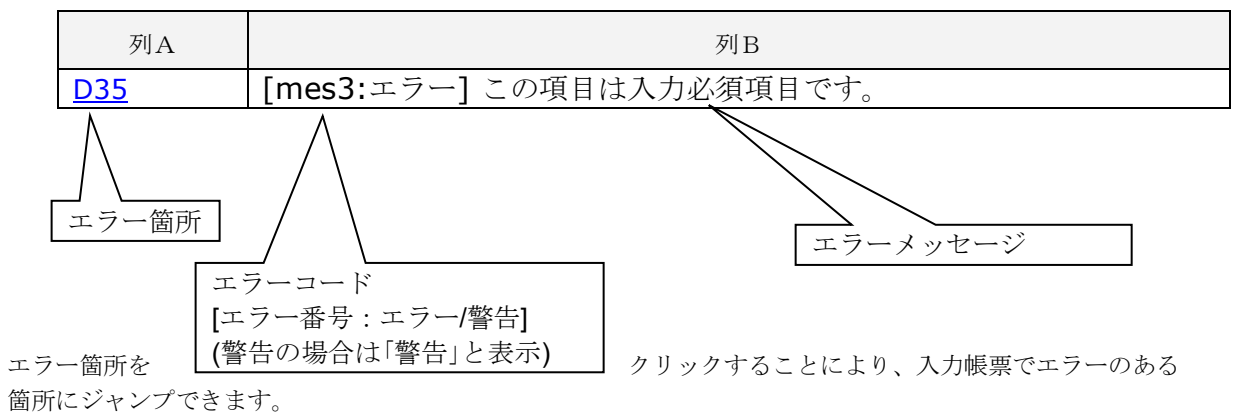 列A 列B
D35 [mes3:エラー] この項目は入力必須項目です。
エラー箇所
エラーメッセージ
エラーコード
[エラー番号：エラー/警告]
(警告の場合は「警告」と表示)
エラー箇所を クリックすることにより、入力帳票でエラーのある
箇所にジャンプできます。